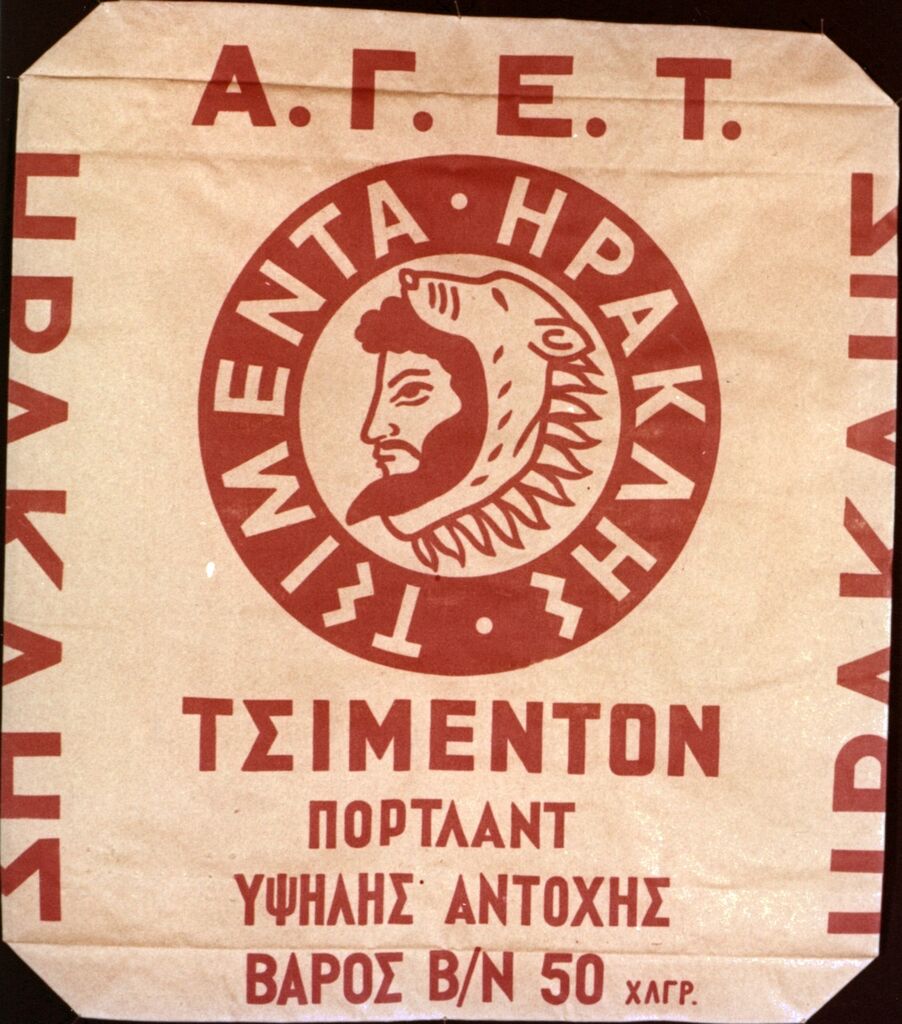 Α.Γ.Ε.Τ.
ΤΣΙΜΕΝΤΑ · ΗΡΑΚΛΗΣ ·
ΗΡΑΚΛΗΣ
ΗΡΑΚΛΗΣ
ΤΣΙΜΕΝΤΟΝ
ΠΟΡΤΛΑΝΤ
ΥΨΗΛΗΣ ΑΝΤΟΧΗΣ
ΒΑΡΟΣ Β/Ν 50 ΧΛΓΡ.